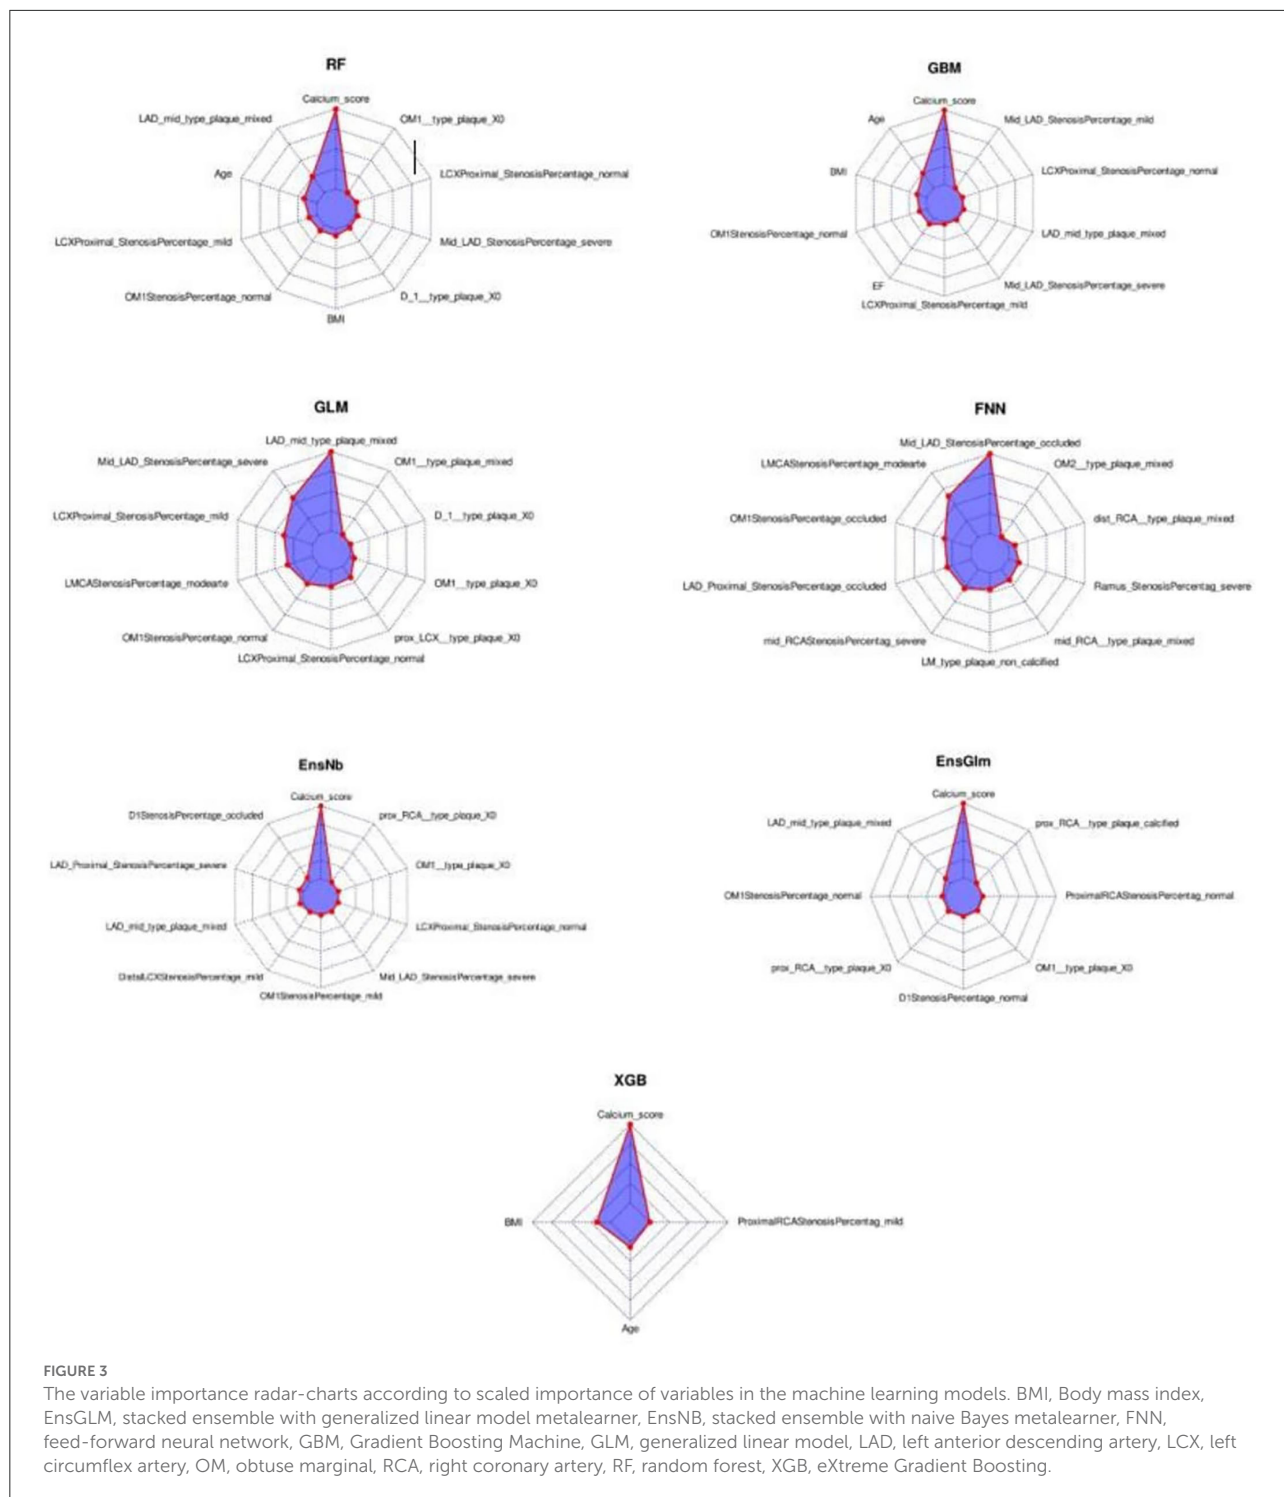 RF
Calcium_score
LAD_mid_type_plaque_mixed
OM1__type_plaque_X0
Age
LCXProximal_StenosisPercentage_normal
LCXProximal_StenosisPercentage_mild
Mid_LAD_StenosisPercentage_severe
OM1StenosisPercentage_normal
D_1__type_plaque_X0
BMI
GBM
Calcium_score
Age
Mid_LAD_StenosisPercentage_mild
BMI
LCXProximal_StenosisPercentage_normal
OM1StenosisPercentage_normal
LAD_mid_type_plaque_mixed
EF
Mid_LAD_StenosisPercentage_severe
LCXProximal_StenosisPercentage_mild
GLM
LAD_mid_type_plaque_mixed
Mid_LAD_StenosisPercentage_severe
OM1__type_plaque_mixed
LCXProximal_StenosisPercentage_mild
D_1__type_plaque_X0
LMCAStenosisPercentage_modearte
OM1__type_plaque_X0
OM1StenosisPercentage_normal
prox_LCX__type_plaque_X0
LCXProximal_StenosisPercentage_normal
FNN
Mid_LAD_StenosisPercentage_occluded
LMCAStenosisPercentage_modearte
OM2__type_plaque_mixed
OM1StenosisPercentage_occluded
dist_RCA__type_plaque_mixed
LAD_Proximal_StenosisPercentage_occluded
Ramus_StenosisPercentag_severe
mid_RCAStenosisPercentag_severe
mid_RCA__type_plaque_mixed
LM_type_plaque_non_calcified
EnsNb
Calcium_score
D1StenosisPercentage_occluded
prox_RCA__type_plaque_X0
LAD_Proximal_StenosisPercentage_severe
OM1__type_plaque_X0
LAD_mid_type_plaque_mixed
LCXProximal_StenosisPercentage_normal
DistalLCXStenosisPercentage_mild
Mid_LAD_StenosisPercentage_severe
OM1StenosisPercentage_mild
EnsGlm
Calcium_score
LAD_mid_type_plaque_mixed
prox_RCA__type_plaque_calcified
OM1StenosisPercentage_normal
ProximalRCAStenosisPercentag_normal
prox_RCA__type_plaque_X0
OM1__type_plaque_X0
D1StenosisPercentage_normal
XGB
Calcium_score
BMI
ProximalRCAStenosisPercentag_mild
Age
FIGURE 3
The variable importance radar-charts according to scaled importance of variables in the machine learning models. BMI, Body mass index,
EnsGLM, stacked ensemble with generalized linear model metalearner, EnsNB, stacked ensemble with naive Bayes metalearner, FNN,
feed-forward neural network, GBM, Gradient Boosting Machine, GLM, generalized linear model, LAD, left anterior descending artery, LCX, left
circumflex artery, OM, obtuse marginal, RCA, right coronary artery, RF, random forest, XGB, eXtreme Gradient Boosting.